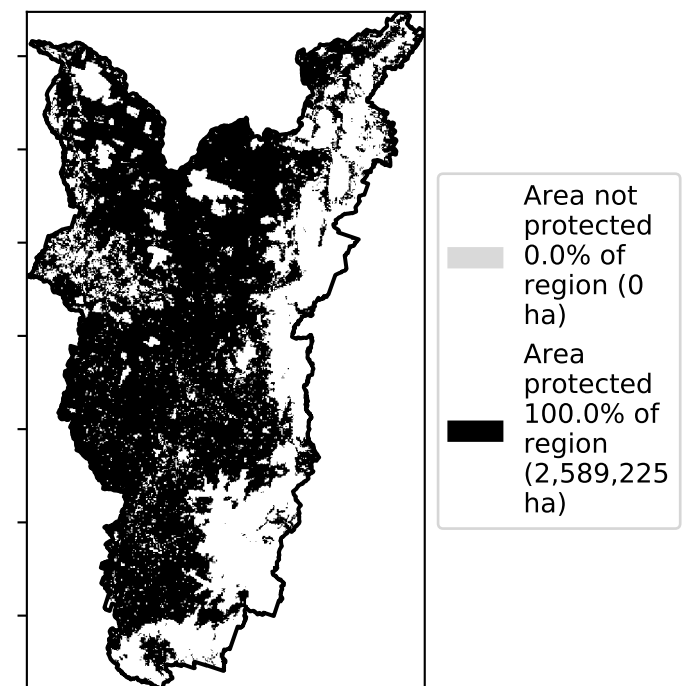 Area not
protected
0.0% of
region (0
ha)
Area
protected
100.0% of
region
(2,589,225
ha)